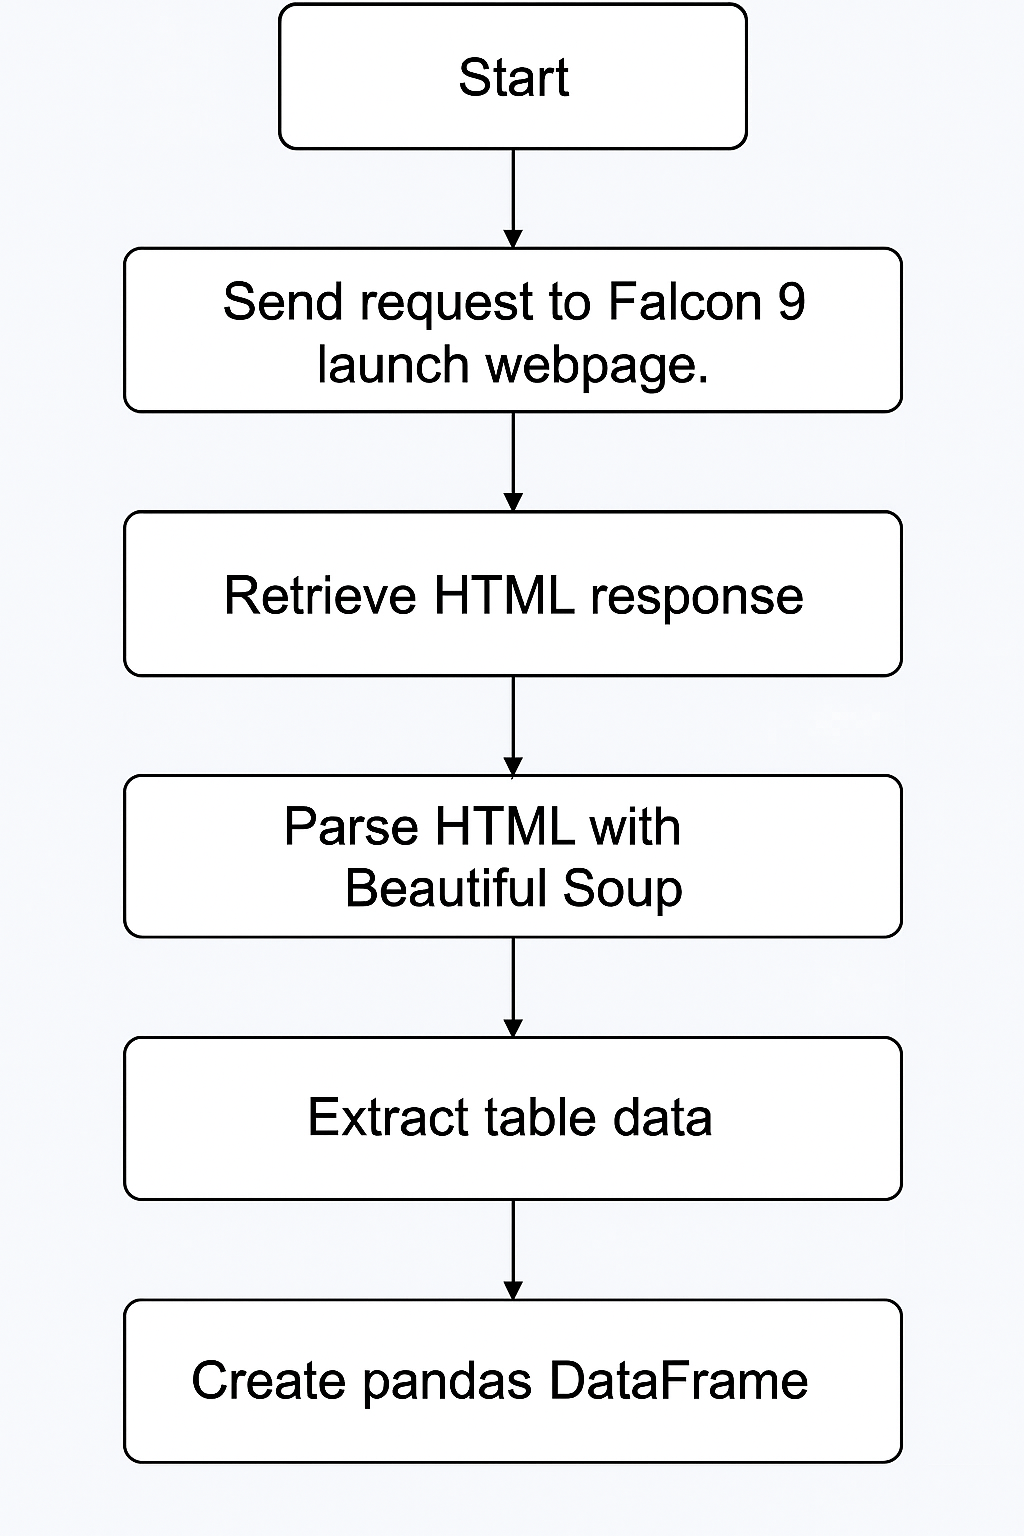 Start
Send request to Falcon 9
launch webpage.
Retrieve HTML response
Parse HTML with
Beautiful Soup
Extract table data
Create pandas DataFrame